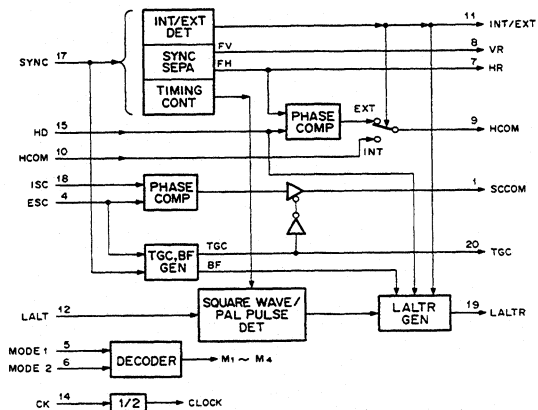 INT/EXT DET
11 INT/EXT
FV
8 VR
SYNC 17
SYNC SEPA
FH
7 HR
TIMING CONT
EXT
HD 15
PHASE COMP
9 HCOM
HCOM 10
INT
ISC 18
PHASE COMP
1 SCCOM
ESC 4
TGC, BF GEN
TGC
20 TGC
BF
LALT 12
SQUARE WAVE/ PAL PULSE DET
LALTR GEN
19 LALTR
MODE 1 5
DECODER
M1 ~ M4
MODE 2 6
CK 14
1/2
CLOCK